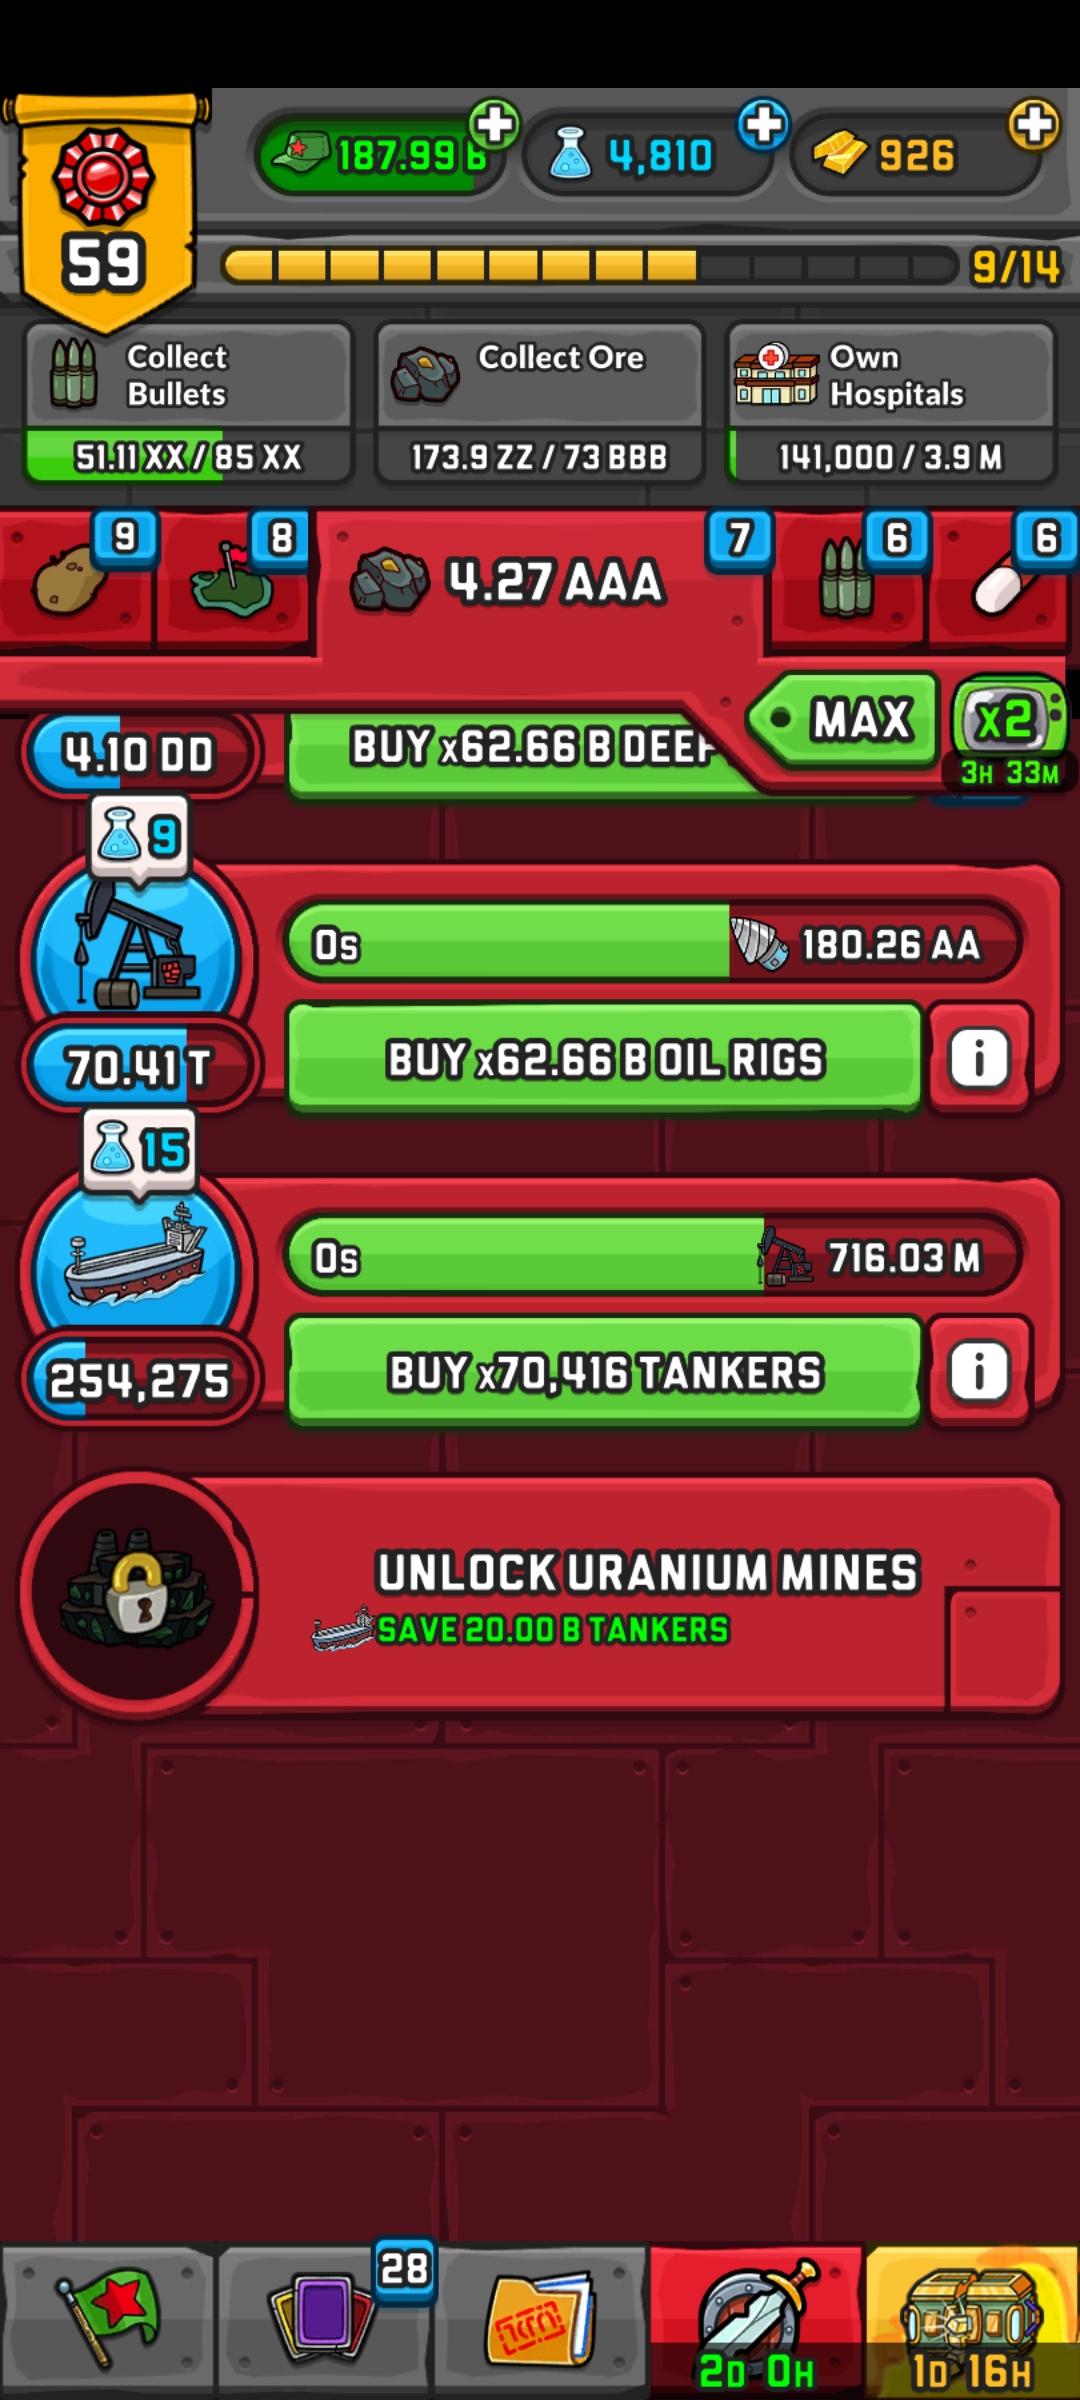 187.99 B
4,810
926
59
9/14
Collect
Bullets
51.11 XX / 85 XX
Collect Ore
173.9 ZZ / 73 BBB
Own
Hospitals
141,000 / 3.9 M
9
8
4.27 AAA
7
6
6
MAX
x2
3H 33M
4.10 DD
BUY x62.66 B DEEP
9
0s
180.26 AA
70.41 T
BUY x62.66 B OIL RIGS
i
15
0s
716.03 M
254,275
BUY x70,416 TANKERS
i
UNLOCK URANIUM MINES
SAVE 20.00 B TANKERS
28
2D 0H
1D 16H